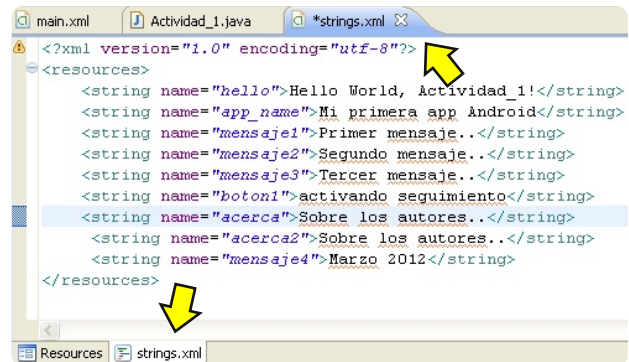 main.xml Actividad_1.java *strings.xml
<?xml version="1.0" encoding="utf-8"?>
<resources>
<string name="hello">Hello World, Actividad_1!</string>
<string name="app_name">Mi primera app Android</string>
<string name="mensaje1">Primer mensaje..</string>
<string name="mensaje2">Segundo mensaje..</string>
<string name="mensaje3">Tercer mensaje..</string>
<string name="boton1">activando seguimiento</string>
<string name="acerca">Sobre los autores..</string>
<string name="acerca2">Sobre los autores..</string>
<string name="mensaje4">Marzo 2012</string>
</resources>
Resources strings.xml